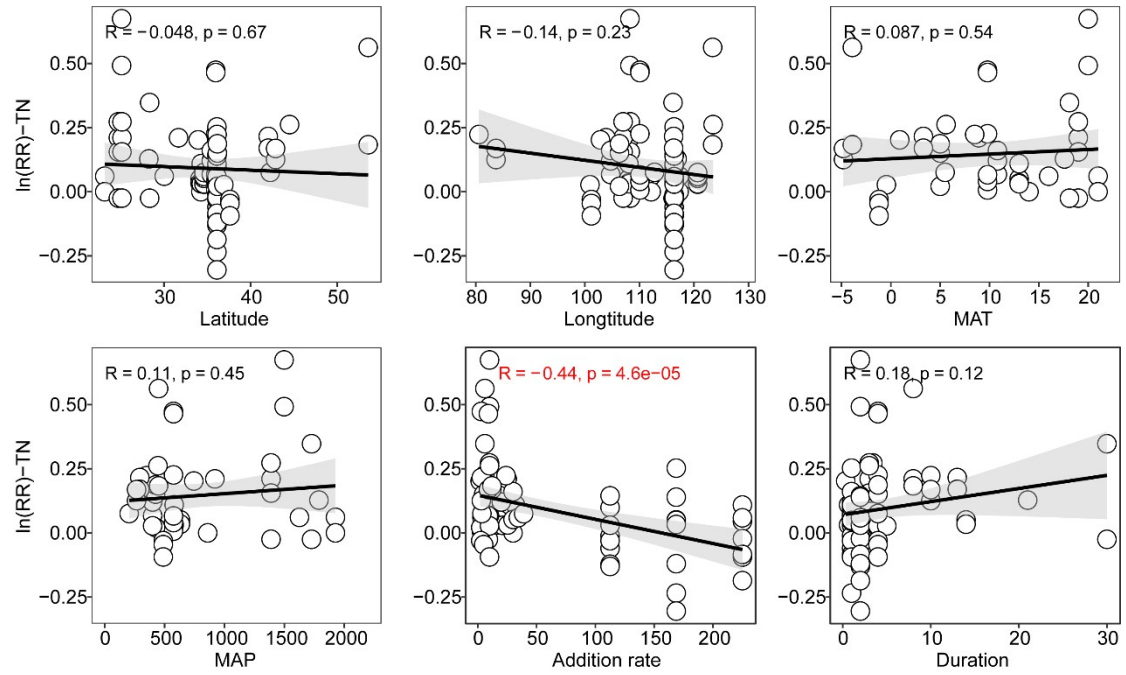 R = −0.048, p = 0.67
R = −0.14, p = 0.23
R = 0.087, p = 0.54
ln(RR)−TN
0.50
0.25
0.00
−0.25
30 40 50
80 90 100 110 120 130
−5 0 5 10 15 20
Latitude
Longtitude
MAT
R = 0.11, p = 0.45
R = −0.44, p = 4.6e−05
R = 0.18, p = 0.12
ln(RR)−TN
0.50
0.25
0.00
−0.25
0 500 1000 1500 2000
0 50 100 150 200
0 10 20 30
MAP
Addition rate
Duration